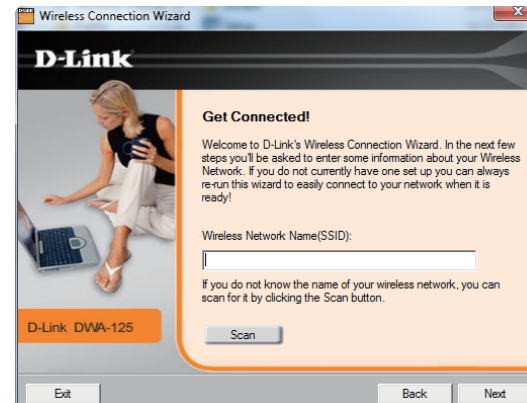 Wireless Connection Wizard
D-Link
Get Connected!
Welcome to D-Link's Wireless Connection Wizard. In the next few
steps you'll be asked to enter some information about your Wireless
Network. If you do not currently have one set up you can always
re-run this wizard to easily connect to your network when it is
ready!
Wireless Network Name(SSID):
If you do not know the name of your wireless network, you can
scan for it by clicking the Scan button.
D-Link DWA-125
Scan
Exit
Back
Next